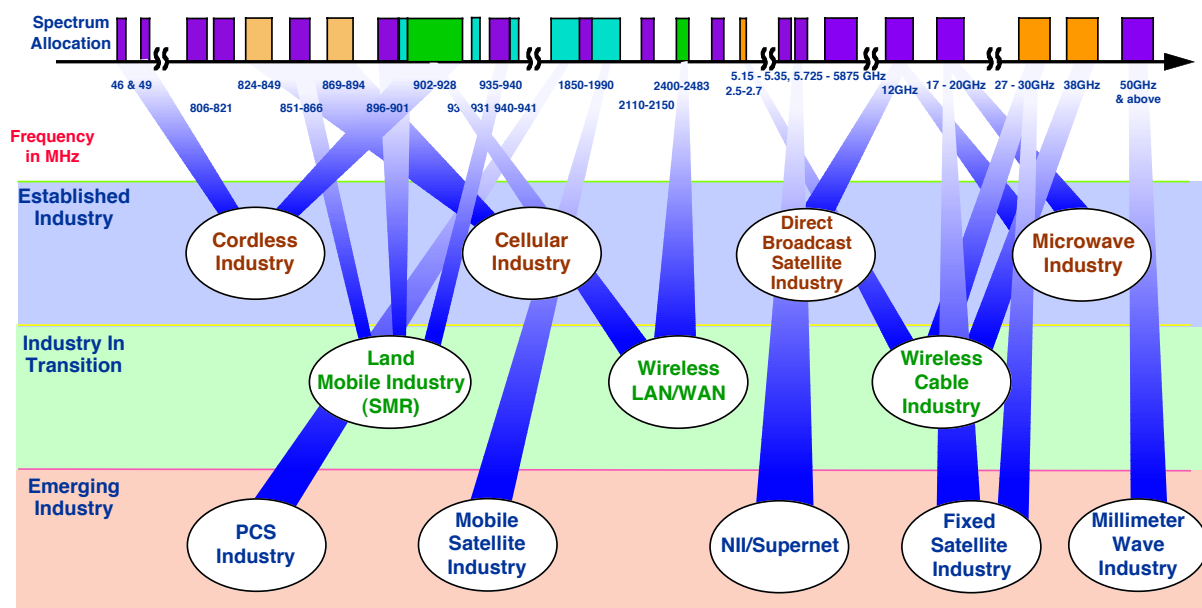 Spectrum
Allocation
46 & 49
806-821
824-849
851-866
869-894
896-901
902-928
93
931
935-940
940-941
1850-1990
2110-2150
2400-2483
5.15 - 5.35, 5.725 - 5875 GHz
2.5-2.7
12GHz
17 - 20GHz
27 - 30GHz
38GHz
50GHz
& above
Frequency
in MHz
Established
Industry
Cordless
Industry
Cellular
Industry
Direct
Broadcast
Satellite
Industry
Microwave
Industry
Industry In
Transition
Land
Mobile Industry
(SMR)
Wireless
LAN/WAN
Wireless
Cable
Industry
Emerging
Industry
PCS
Industry
Mobile
Satellite
Industry
NII/Supernet
Fixed
Satellite
Industry
Millimeter
Wave
Industry